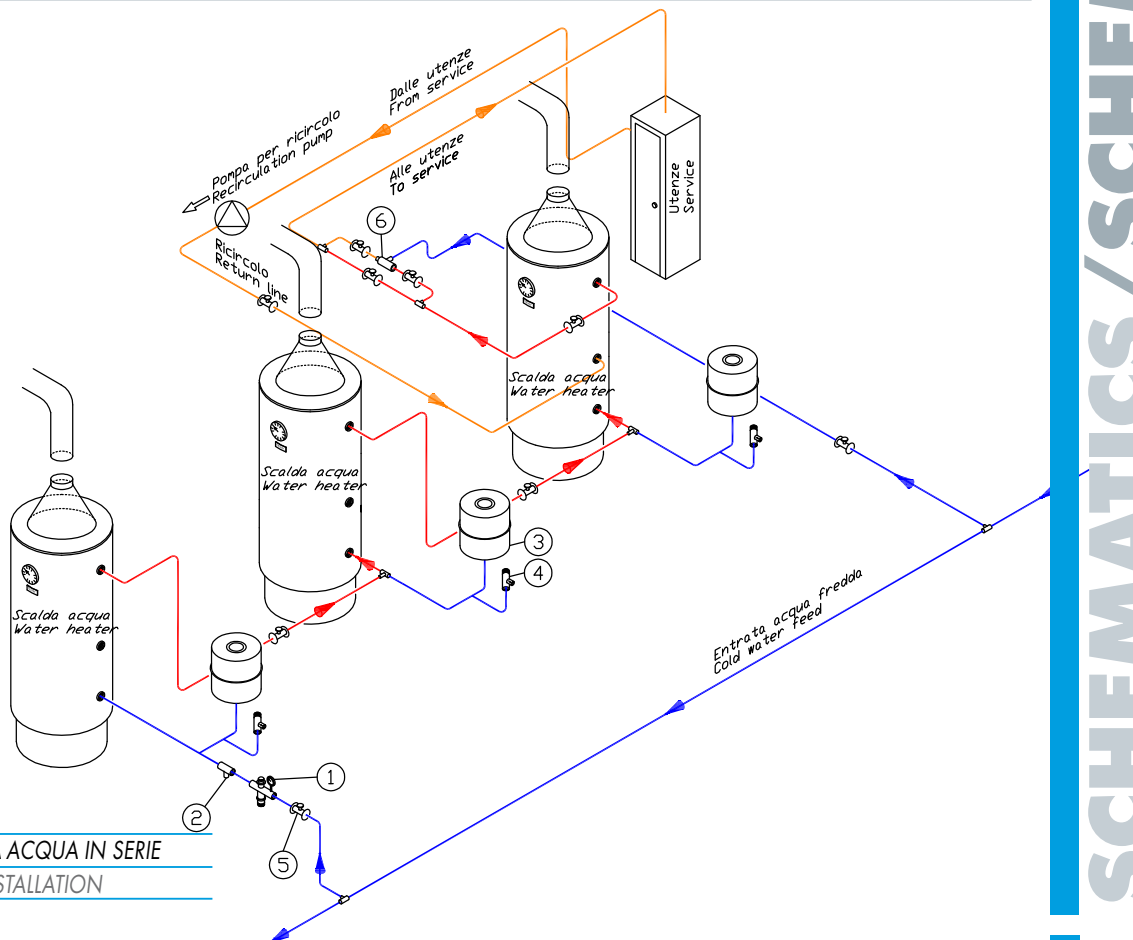 Dalle utenze
From service
Pompa per ricircolo
Recirculation pump
Alle utenze
To service
Utenze
Service
6
Ricircolo
Return line
Scalda acqua
Water heater
Scalda acqua
Water heater
3
4
Scalda acqua
Water heater
Entrata acqua fredda
Cold water feed
1
2
5
ACQUA IN SERIE
SCHEMATICS/